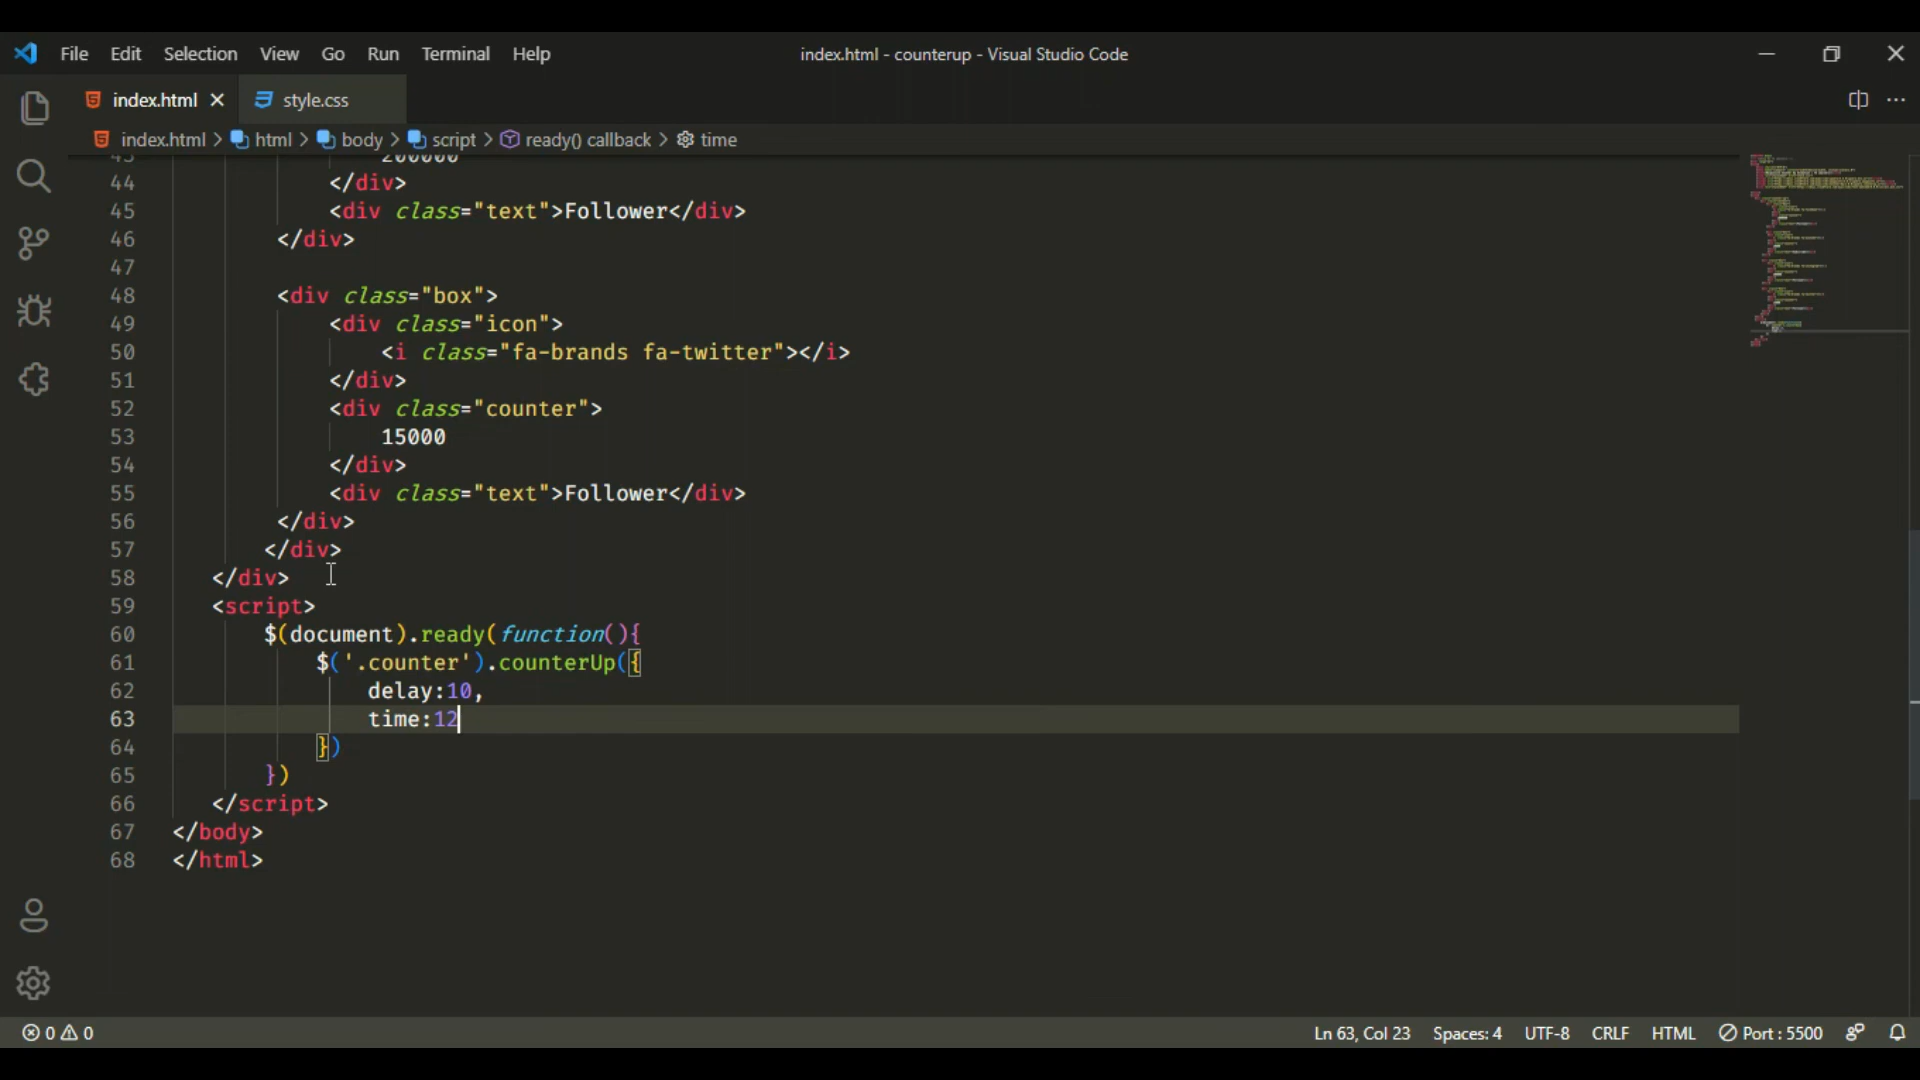 File Edit Selection View Go Run Terminal Help
index.html - counterup - Visual Studio Code
index.html style.css
index.html > html > body > script > ready() callback > time
43 200000
44 </div>
45 <div class="text">Follower</div>
46 </div>
47
48 <div class="box">
49 <div class="icon">
50 <i class="fa-brands fa-twitter"></i>
51 </div>
52 <div class="counter">
53 15000
54 </div>
55 <div class="text">Follower</div>
56 </div>
57 </div>
58 </div>
59 <script>
60 $(document).ready(function(){
61 $('.counter').counterUp({
62 delay:10,
63 time:12
64 })
65 })
66 </script>
67 </body>
68 </html>
0 0
Ln 63, Col 23 Spaces: 4 UTF-8 CRLF HTML Port : 5500